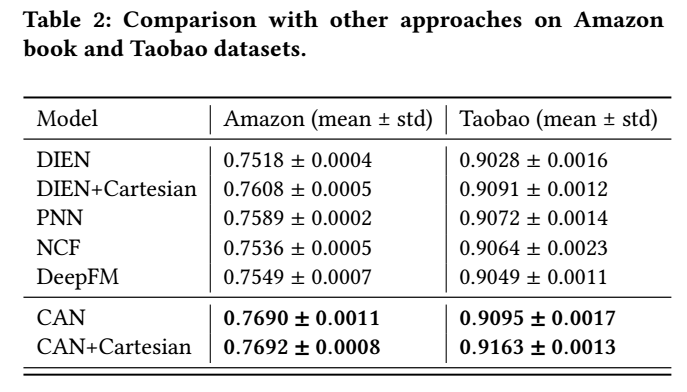 Table 2: Comparison with other approaches on Amazon
book and Taobao datasets.
Model Amazon (mean ± std) Taobao (mean ± std)
DIEN 0.7518 ± 0.0004 0.9028 ± 0.0016
DIEN+Cartesian 0.7608 ± 0.0005 0.9091 ± 0.0012
PNN 0.7589 ± 0.0002 0.9072 ± 0.0014
NCF 0.7536 ± 0.0005 0.9064 ± 0.0023
DeepFM 0.7549 ± 0.0007 0.9049 ± 0.0011
CAN 0.7690 ± 0.0011 0.9095 ± 0.0017
CAN+Cartesian 0.7692 ± 0.0008 0.9163 ± 0.0013